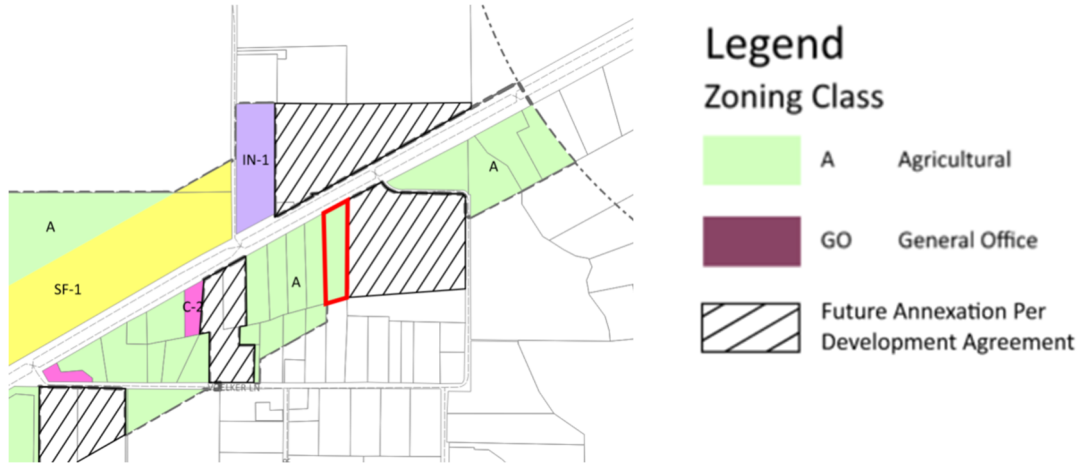 Legend
Zoning Class
A Agricultural
GO General Office
Future Annexation Per
Development Agreement
IN-1
A
A
A
SF-1
C-2